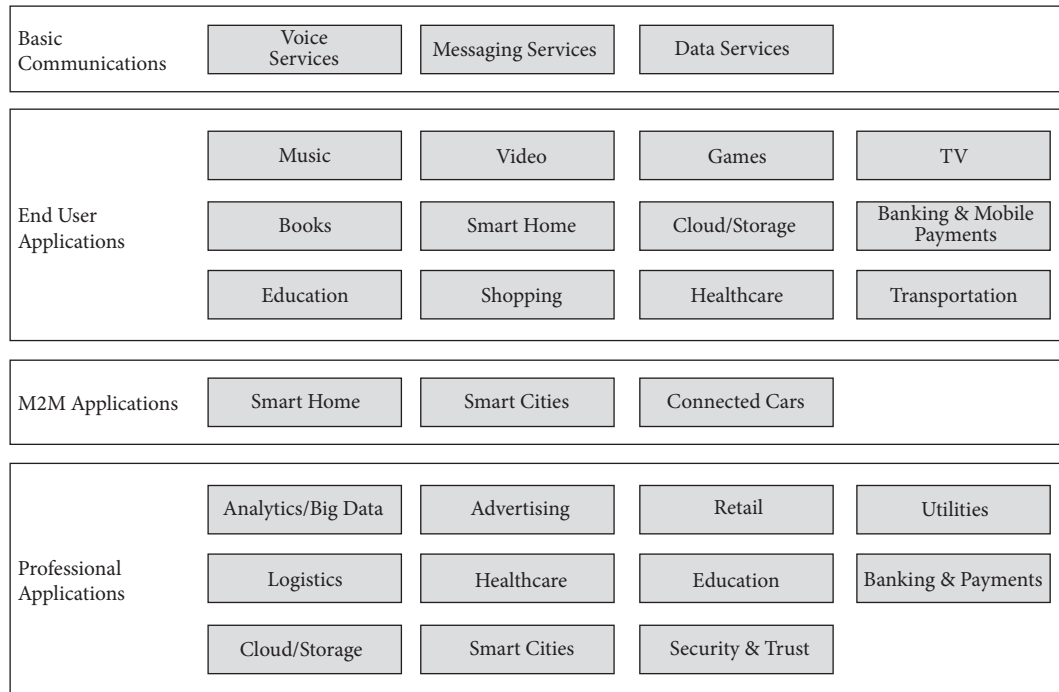 Basic
Communications
Voice
Services
Messaging Services
Data Services
End User
Applications
Music
Video
Games
TV
Books
Smart Home
Cloud/Storage
Banking & Mobile
Payments
Education
Shopping
Healthcare
Transportation
M2M Applications
Smart Home
Smart Cities
Connected Cars
Professional
Applications
Analytics/Big Data
Advertising
Retail
Utilities
Logistics
Healthcare
Education
Banking & Payments
Cloud/Storage
Smart Cities
Security & Trust